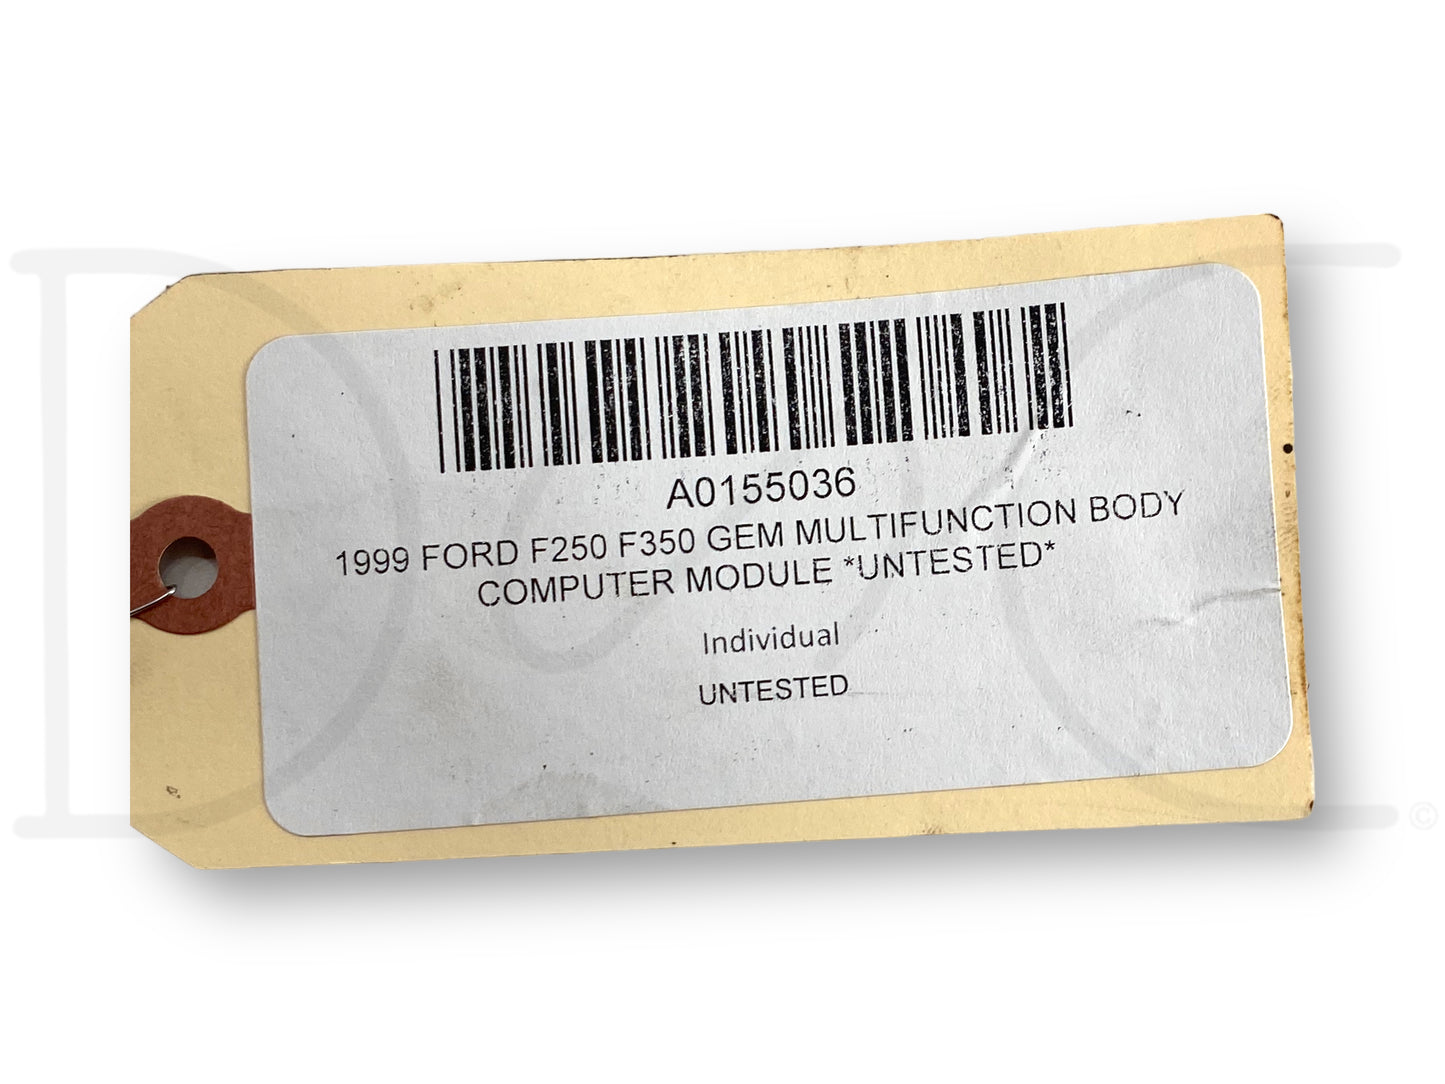 A0155036
1999 FORD F250 F350 GEM MULTIFUNCTION BODY
COMPUTER MODULE *UNTESTED*
Individual
UNTESTED
©